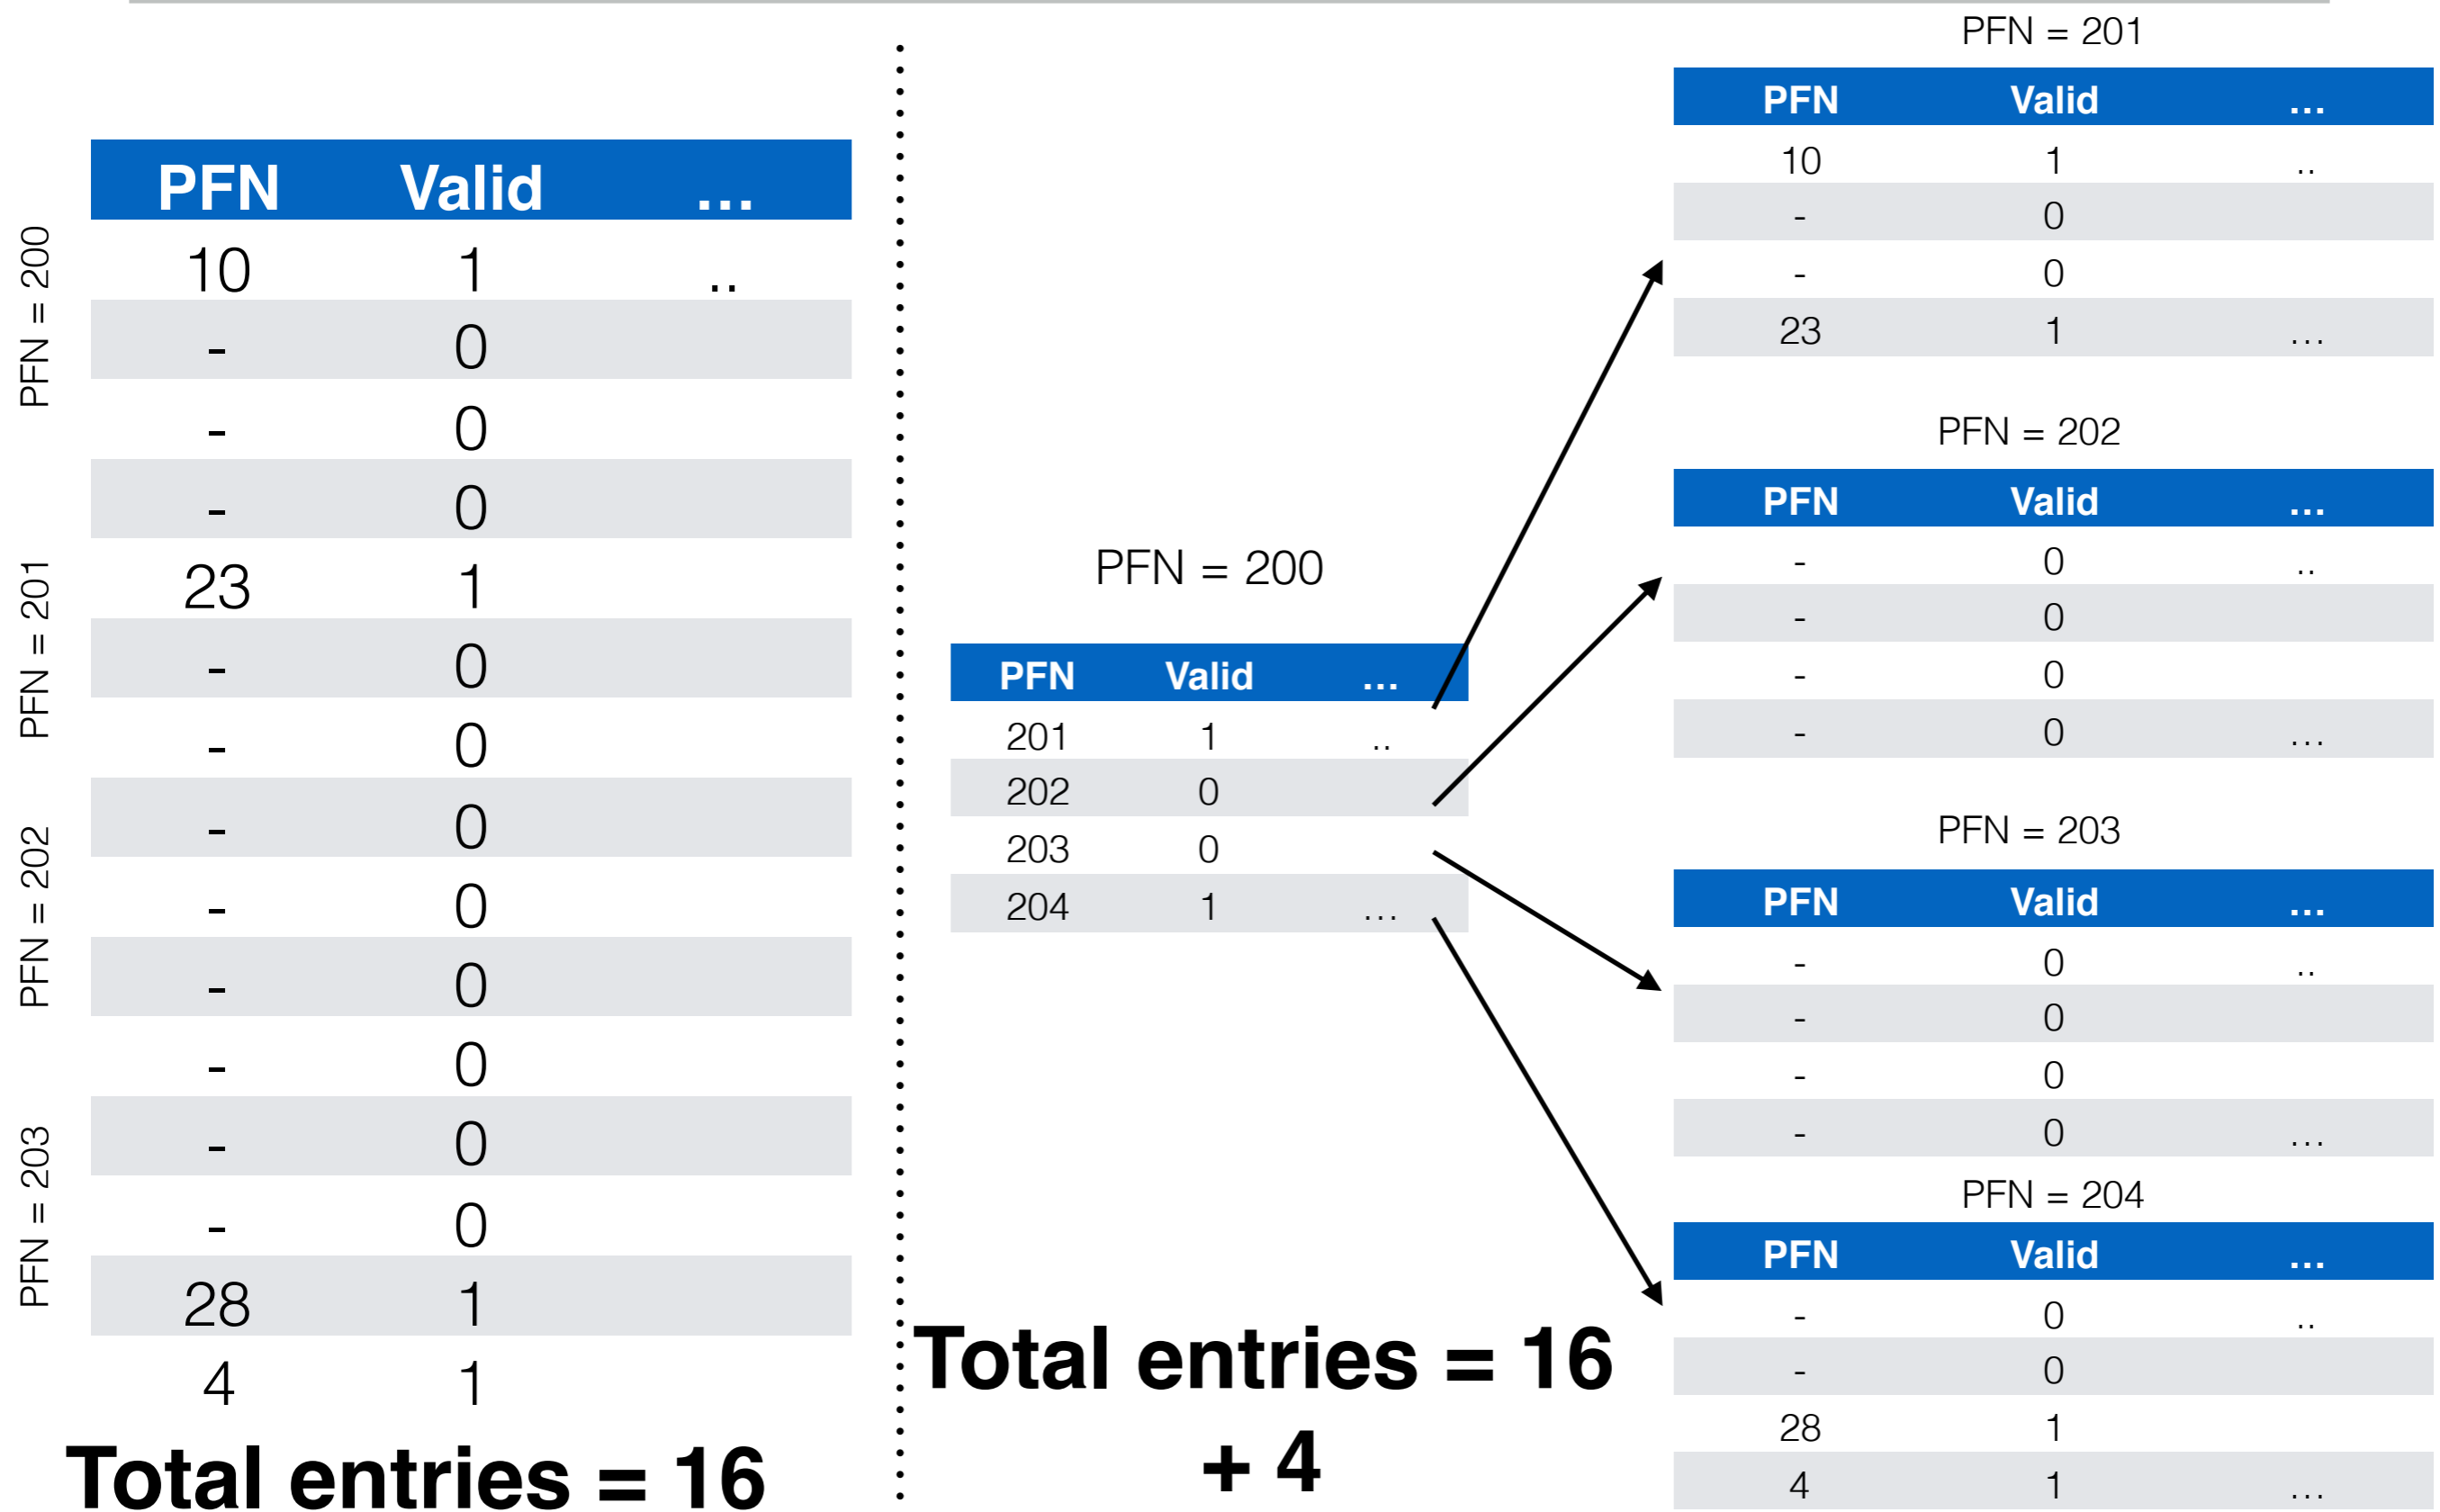 PFN Valid ...
PFN = 200
10 1 ..
- 0
- 0
- 0
PFN = 201
23 1
- 0
- 0
- 0
PFN = 202
- 0
- 0
- 0
- 0
PFN = 203
- 0
28 1
4 1
Total entries = 16
PFN = 200
PFN Valid ...
201 1 ..
202 0
203 0
204 1 ...
Total entries = 16
+ 4
PFN = 201
PFN Valid ...
10 1 ..
- 0
- 0
23 1 ...
PFN = 202
PFN Valid ...
- 0 ..
- 0
- 0
- 0 ...
PFN = 203
PFN Valid ...
- 0 ..
- 0
- 0
- 0 ...
PFN = 204
PFN Valid ...
- 0 ..
- 0
28 1
4 1 ...